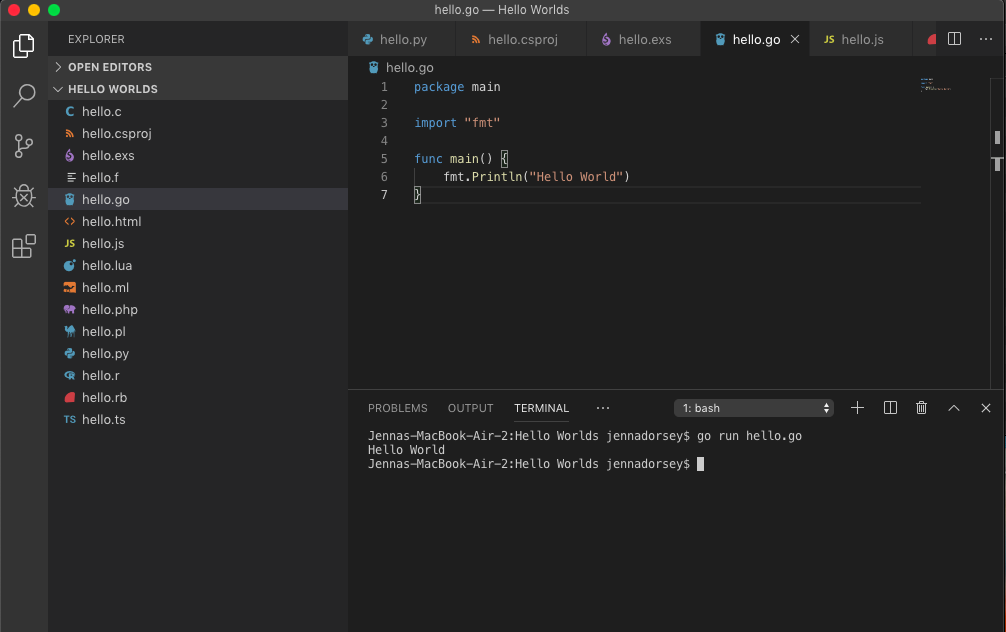 hello.go — Hello Worlds
EXPLORER
OPEN EDITORS
HELLO WORLDS
C hello.c
hello.csproj
hello.exs
hello.f
hello.go
hello.html
JS hello.js
hello.lua
hello.ml
hello.php
hello.pl
hello.py
R hello.r
hello.rb
TS hello.ts
hello.py hello.csproj hello.exs hello.go JS hello.js
hello.go
1 package main
2
3 import "fmt"
4
5 func main() {
6 fmt.Println("Hello World")
7 }
PROBLEMS OUTPUT TERMINAL ··· 1: bash
Jennas-MacBook-Air-2:Hello Worlds jennadorsey$ go run hello.go
Hello World
Jennas-MacBook-Air-2:Hello Worlds jennadorsey$